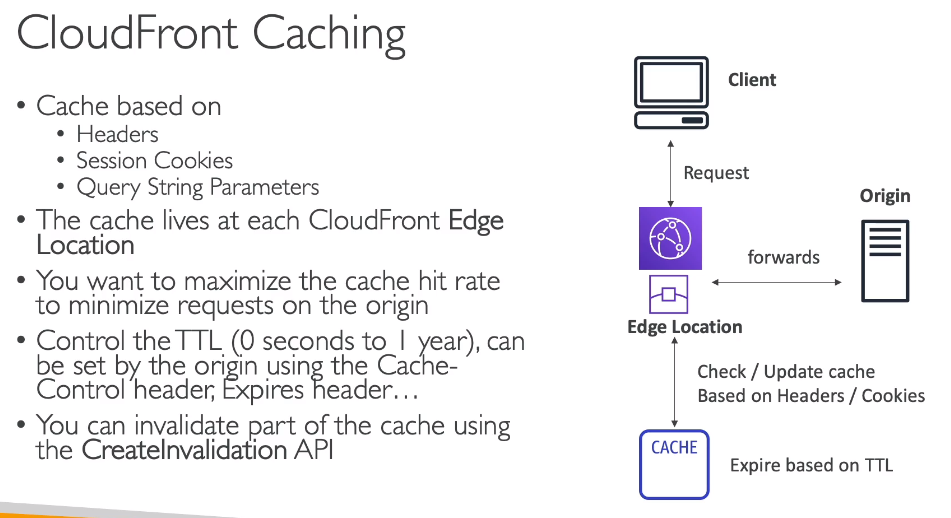 CloudFront Caching
• Cache based on
• Headers
• Session Cookies
• Query String Parameters
• The cache lives at each CloudFront Edge
Location
• You want to maximize the cache hit rate
to minimize requests on the origin
• Control the TTL (0 seconds to 1 year), can
be set by the origin using the Cache-
Control header, Expires header…
• You can invalidate part of the cache using
the CreateInvalidation API
Client
Request
Origin
forwards
Edge Location
Check / Update cache
Based on Headers / Cookies
CACHE
Expire based on TTL